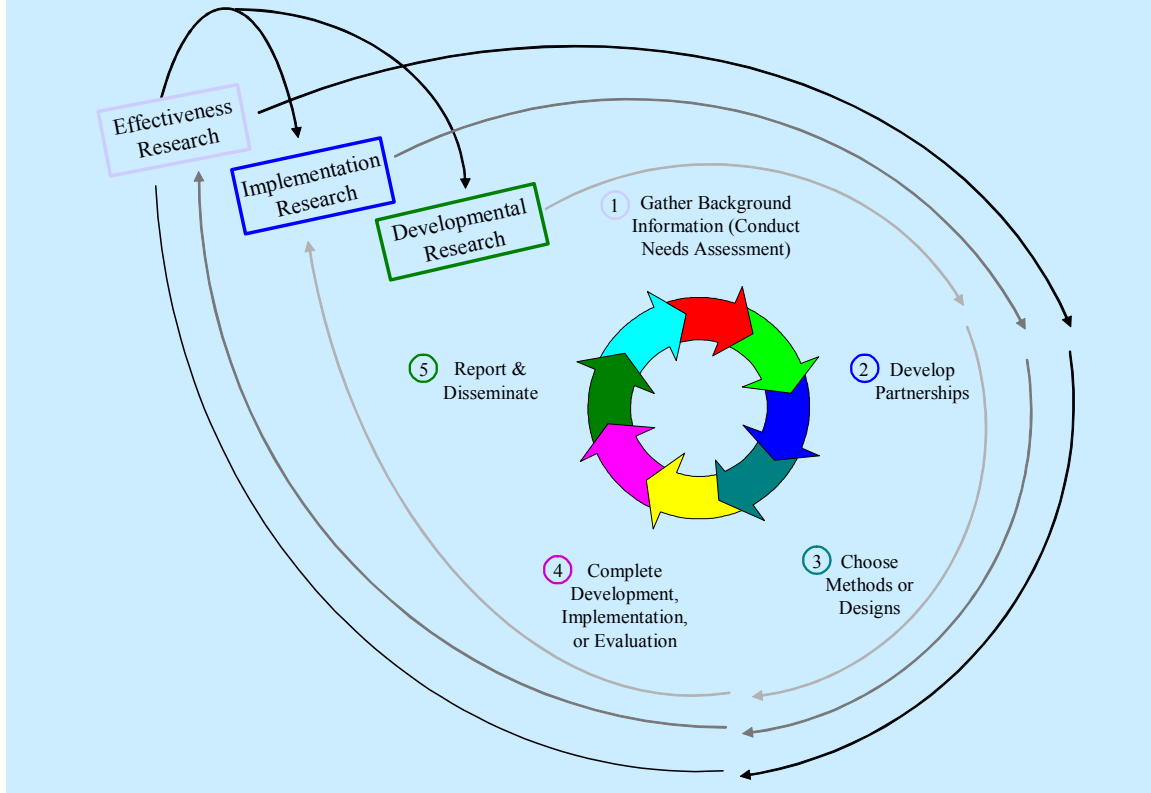 Effectiveness
Research
Implementation
Research
Developmental
Research
1 Gather Background
Information (Conduct
Needs Assessment)
2 Develop
Partnerships
3 Choose
Methods or
Designs
4 Complete
Development,
Implementation,
or Evaluation
5 Report &
Disseminate